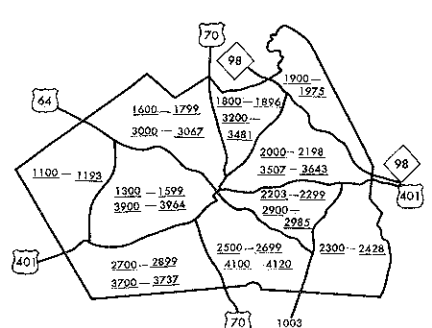 70
98
1900—
1975
64
1600 — 1799
3000 — 3067
1800 — 1896
3200 —
3481
2000 — 2198
3507 — 3643
98
401
1100 — 1193
1300 — 1599
3900 — 3964
2203 — 2299
2900 —
2985
2500 — 2699
4100 4120
2300 — 2428
401
2700 — 2899
3700 — 3737
70
1003